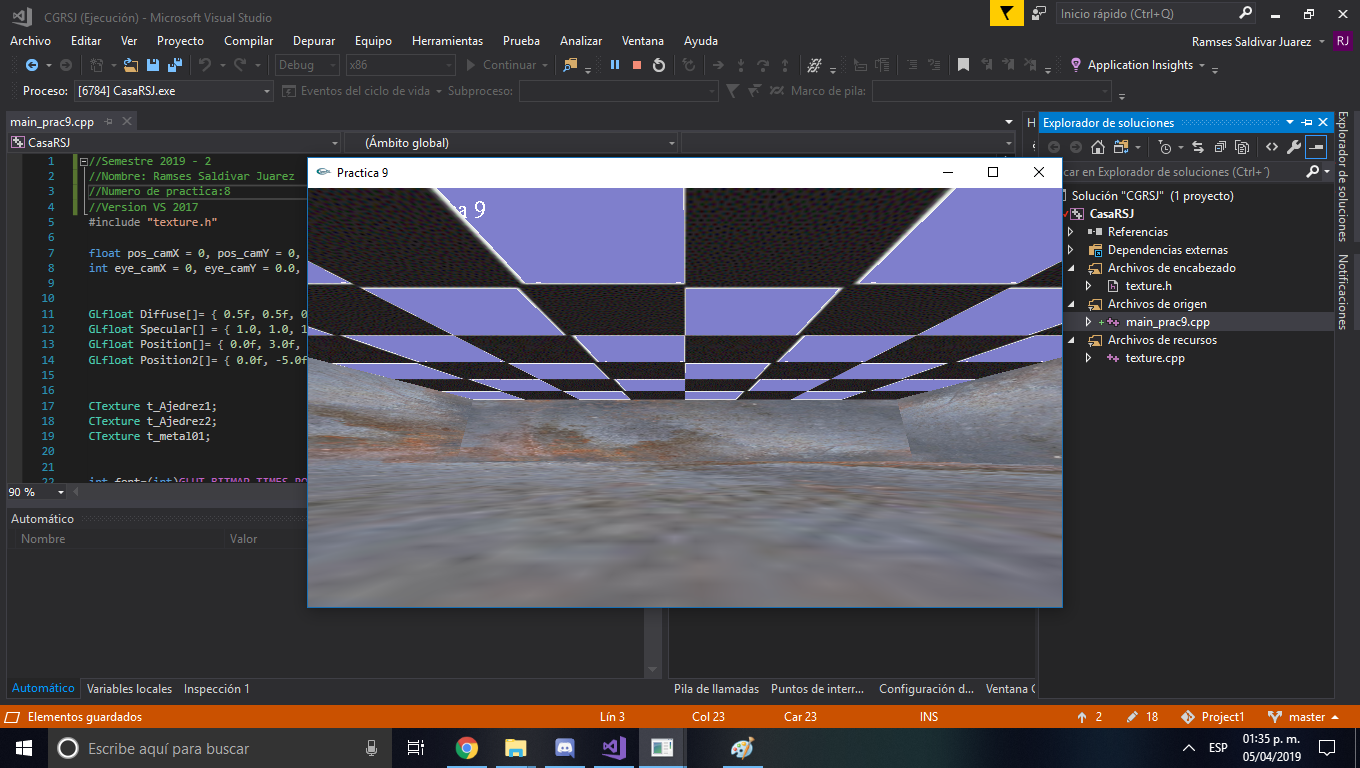 CGRSJ (Ejecución) - Microsoft Visual Studio
Inicio rápido (Ctrl+Q)
Archivo Editar Ver Proyecto Compilar Depurar Equipo Herramientas Prueba Analizar Ventana Ayuda
Ramses Saldivar Juarez RJ
Debug x86 Continuar Application Insights
Proceso: [6784] CasaRSJ.exe Eventos del ciclo de vida Subproceso: Marco de pila:
main_prac9.cpp
CasaRSJ (Ámbito global)
1 //Semestre 2019 - 2
2 //Nombre: Ramses Saldivar Juarez
3 //Numero de practica:8
4 //Version VS 2017
5 #include "texture.h"
6
7 float pos_camX = 0, pos_camY = 0,
8 int eye_camX = 0, eye_camY = 0.0,
9
10
11 GLfloat Diffuse[]= { 0.5f, 0.5f, 0
12 GLfloat Specular[] = { 1.0, 1.0, 1
13 GLfloat Position[]= { 0.0f, 3.0f,
14 GLfloat Position2[]= { 0.0f, -5.0f
15
16
17 CTexture t_Ajedrez1;
18 CTexture t_Ajedrez2;
19 CTexture t_metal01;
20
21
22 int font=(int)GLUT_BITMAP_TIMES_RO
90 %
Practica 9
a 9
H
Explorador de soluciones
car en Explorador de soluciones (Ctrl+´)
Solución "CGRSJ" (1 proyecto)
CasaRSJ
Referencias
Dependencias externas
Archivos de encabezado
texture.h
Archivos de origen
main_prac9.cpp
Archivos de recursos
texture.cpp
Explorador de soluciones
Notificaciones
Automático
Nombre Valor
Automático Variables locales Inspección 1
Pila de llamadas Puntos de interr... Configuración d... Ventana C
Elementos guardados Lín 3 Col 23 Car 23 INS 2 18 Project1 master
Escribe aquí para buscar
ESP
01:35 p. m.
05/04/2019